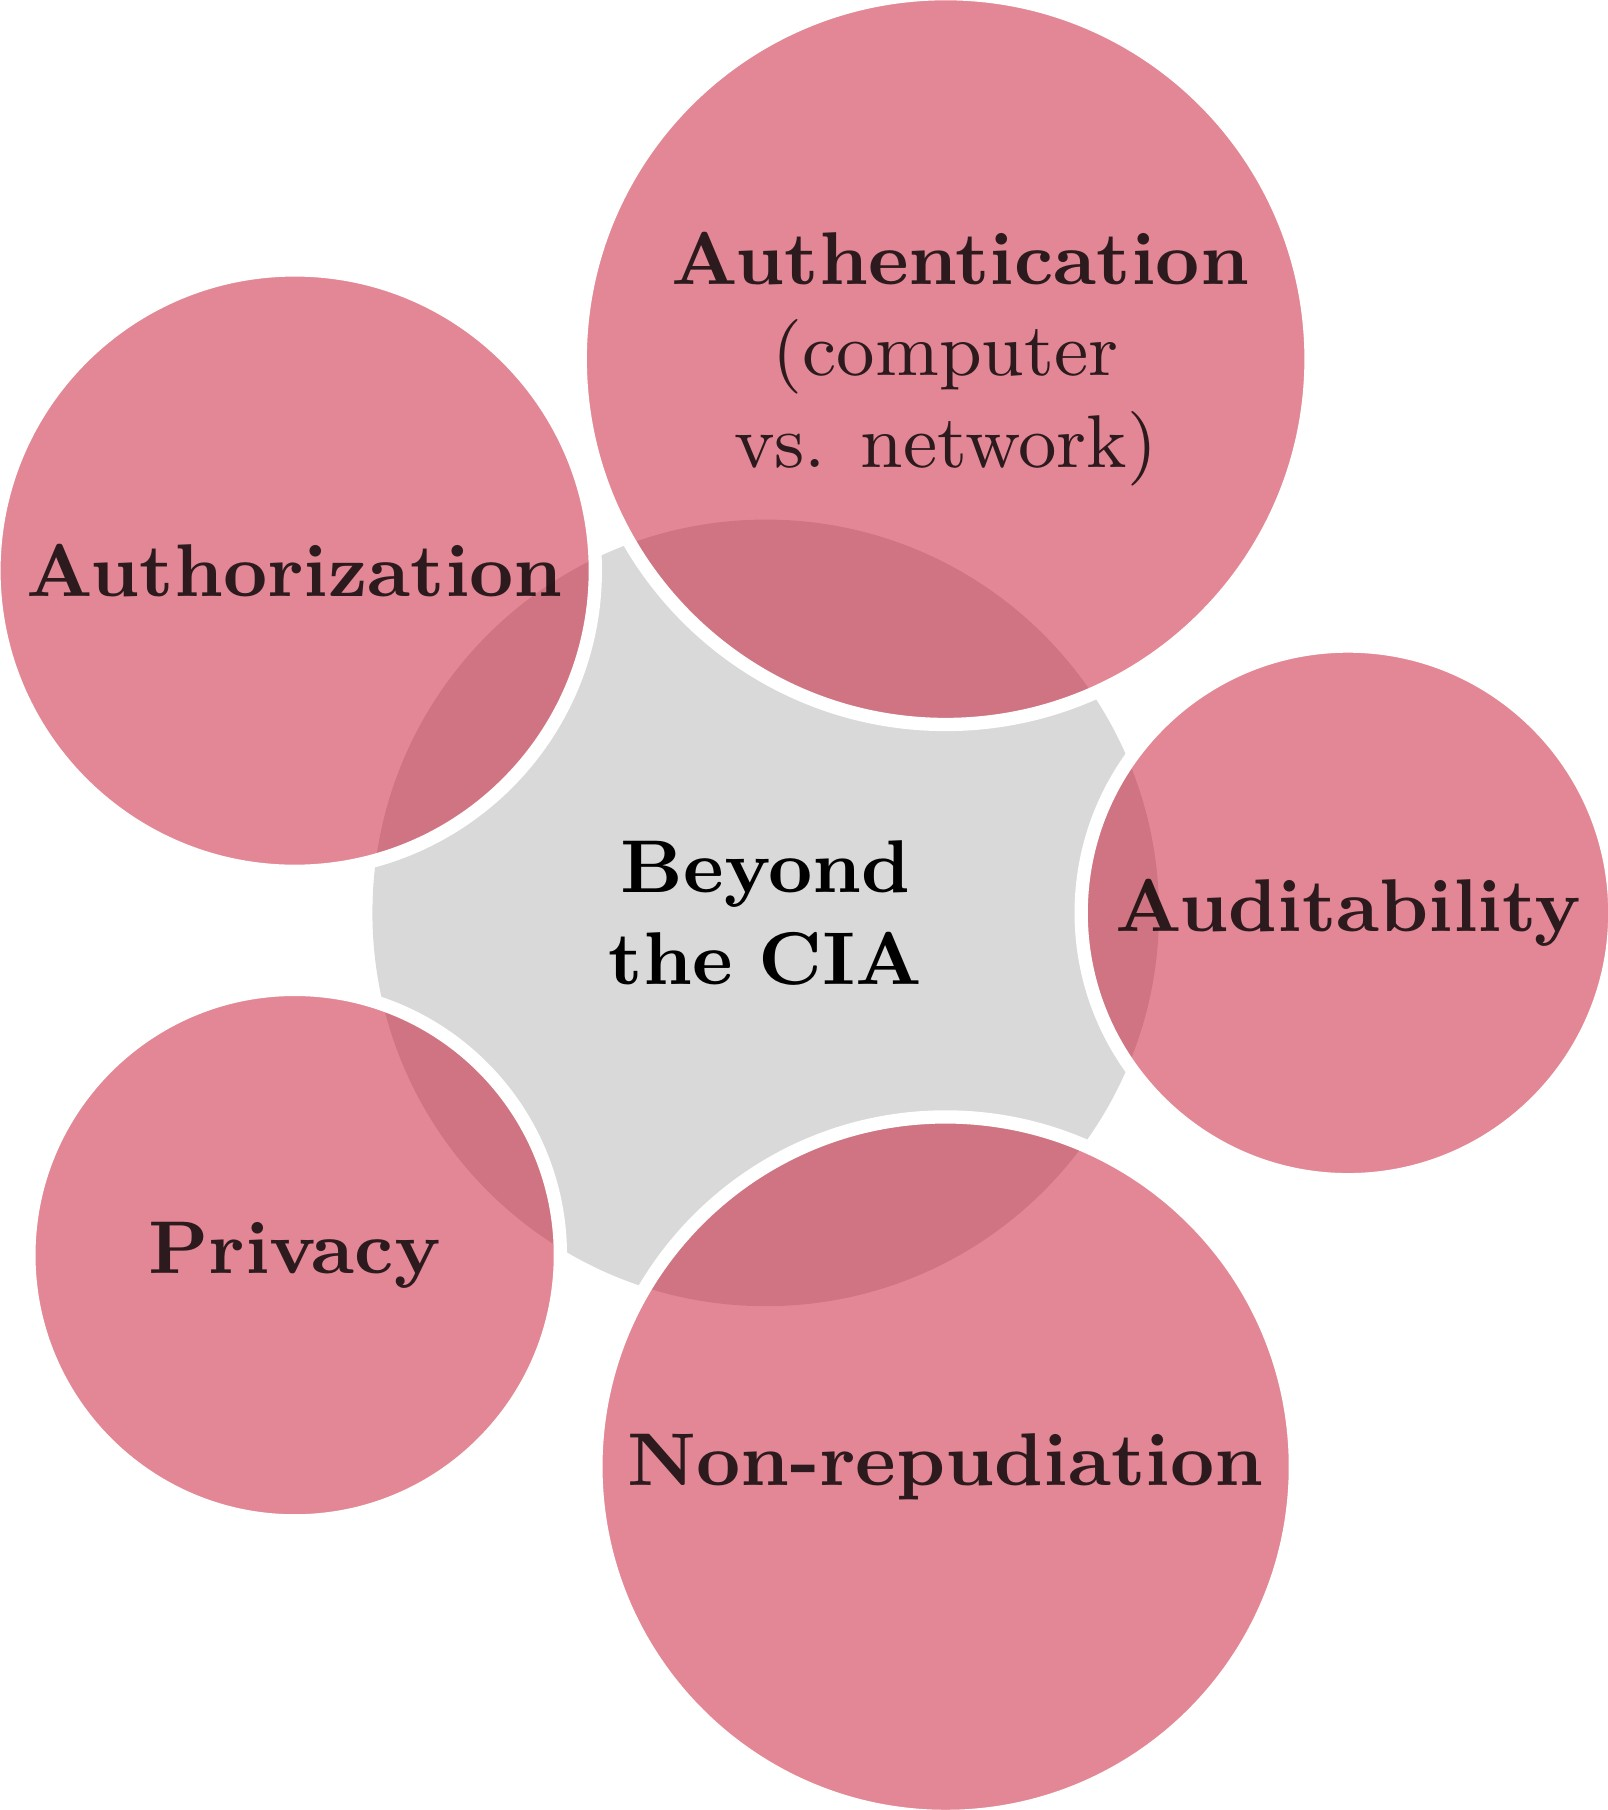 Authentication
(computer
vs. network)
Authorization
Beyond
the CIA
Auditability
Privacy
Non-repudiation